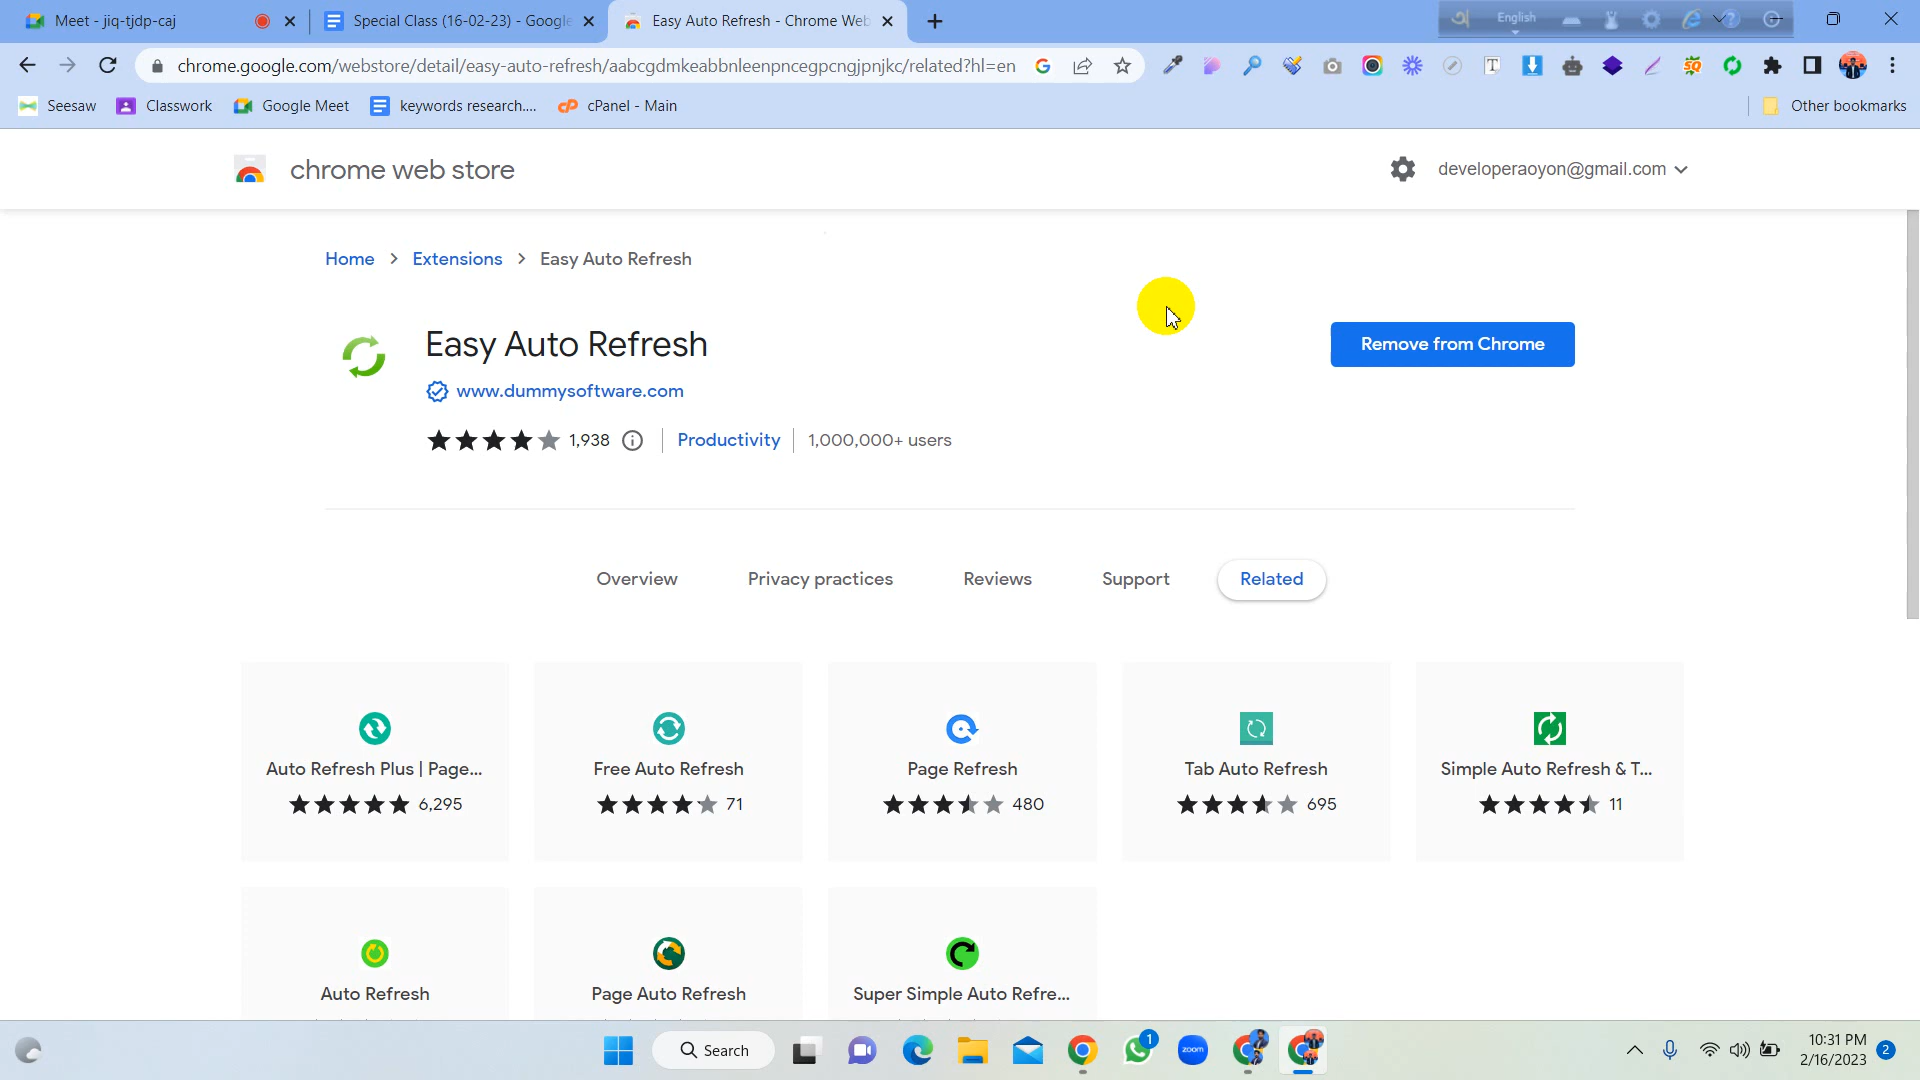 Meet - jiq-tjdp-caj
Special Class (16-02-23) - Google
Easy Auto Refresh - Chrome Web
English
chrome.google.com/webstore/detail/easy-auto-refresh/aabcgdmkeabbnleenpncegpcngjpnjkc/related?hl=en
Seesaw
Classwork
Google Meet
keywords research....
cPanel - Main
Other bookmarks
chrome web store
developeraoyon@gmail.com
Home > Extensions > Easy Auto Refresh
Easy Auto Refresh
Remove from Chrome
www.dummysoftware.com
1,938
Productivity
1,000,000+ users
Overview
Privacy practices
Reviews
Support
Related
Auto Refresh Plus | Page...
6,295
Free Auto Refresh
71
Page Refresh
480
Tab Auto Refresh
695
Simple Auto Refresh & T...
11
Auto Refresh
Page Auto Refresh
Super Simple Auto Refre...
Search
1
zoom
10:31 PM
2/16/2023
2